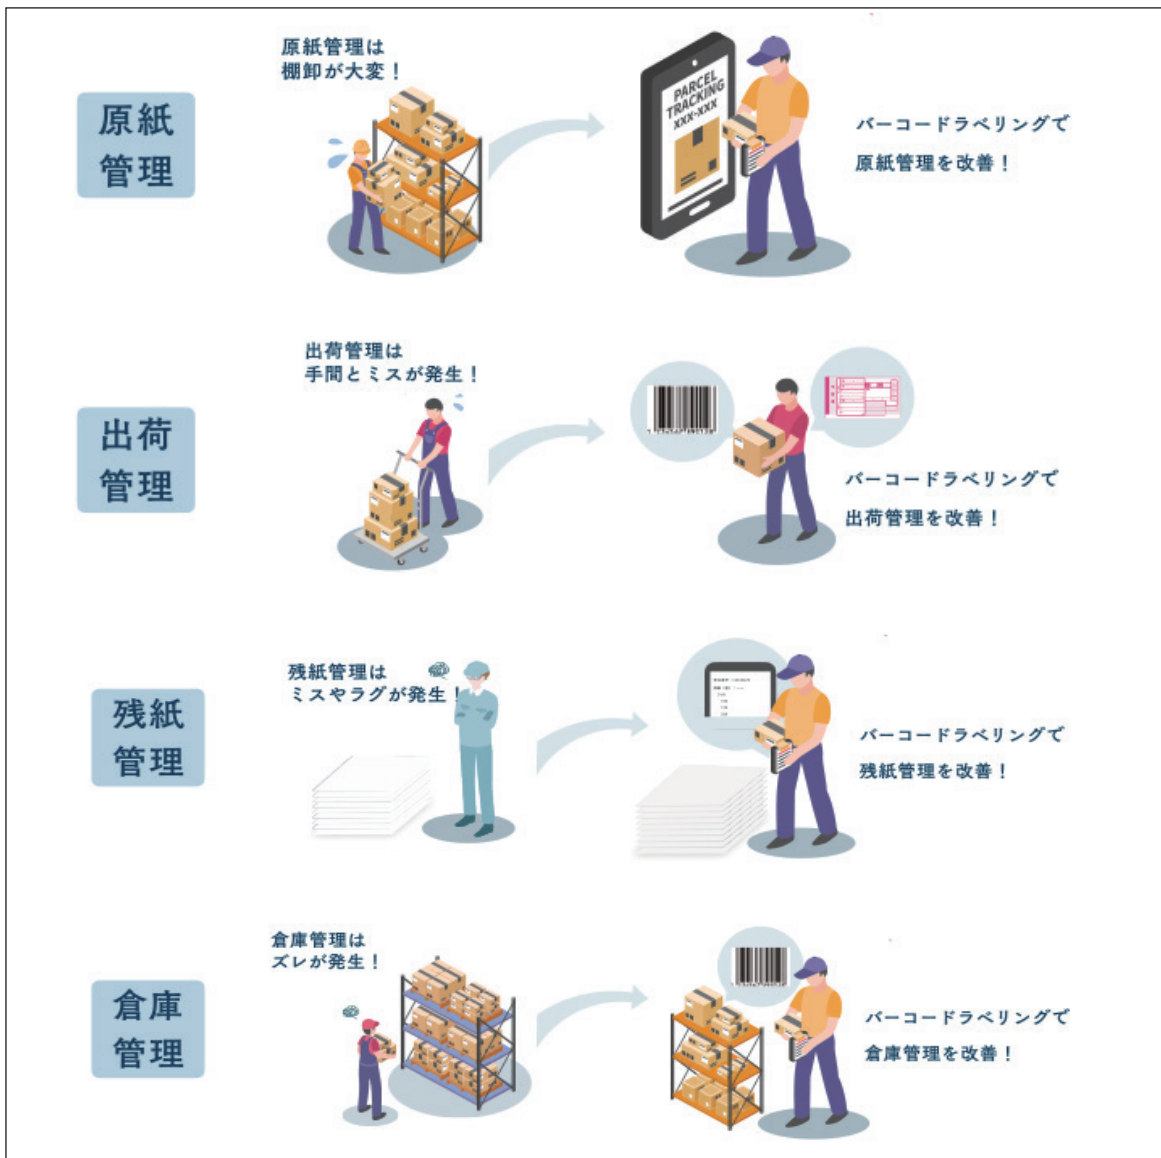 原紙
管理
原紙管理は
棚卸が大変！
PARCEL
TRACKING
XXX-XXX
バーコードラベリングで
原紙管理を改善！
出荷
管理
出荷管理は
手間とミスが発生！
バーコードラベリングで
出荷管理を改善！
残紙
管理
残紙管理は
ミスやラグが発生！
バーコードラベリングで
残紙管理を改善！
倉庫
管理
倉庫管理は
ズレが発生！
バーコードラベリングで
倉庫管理を改善！